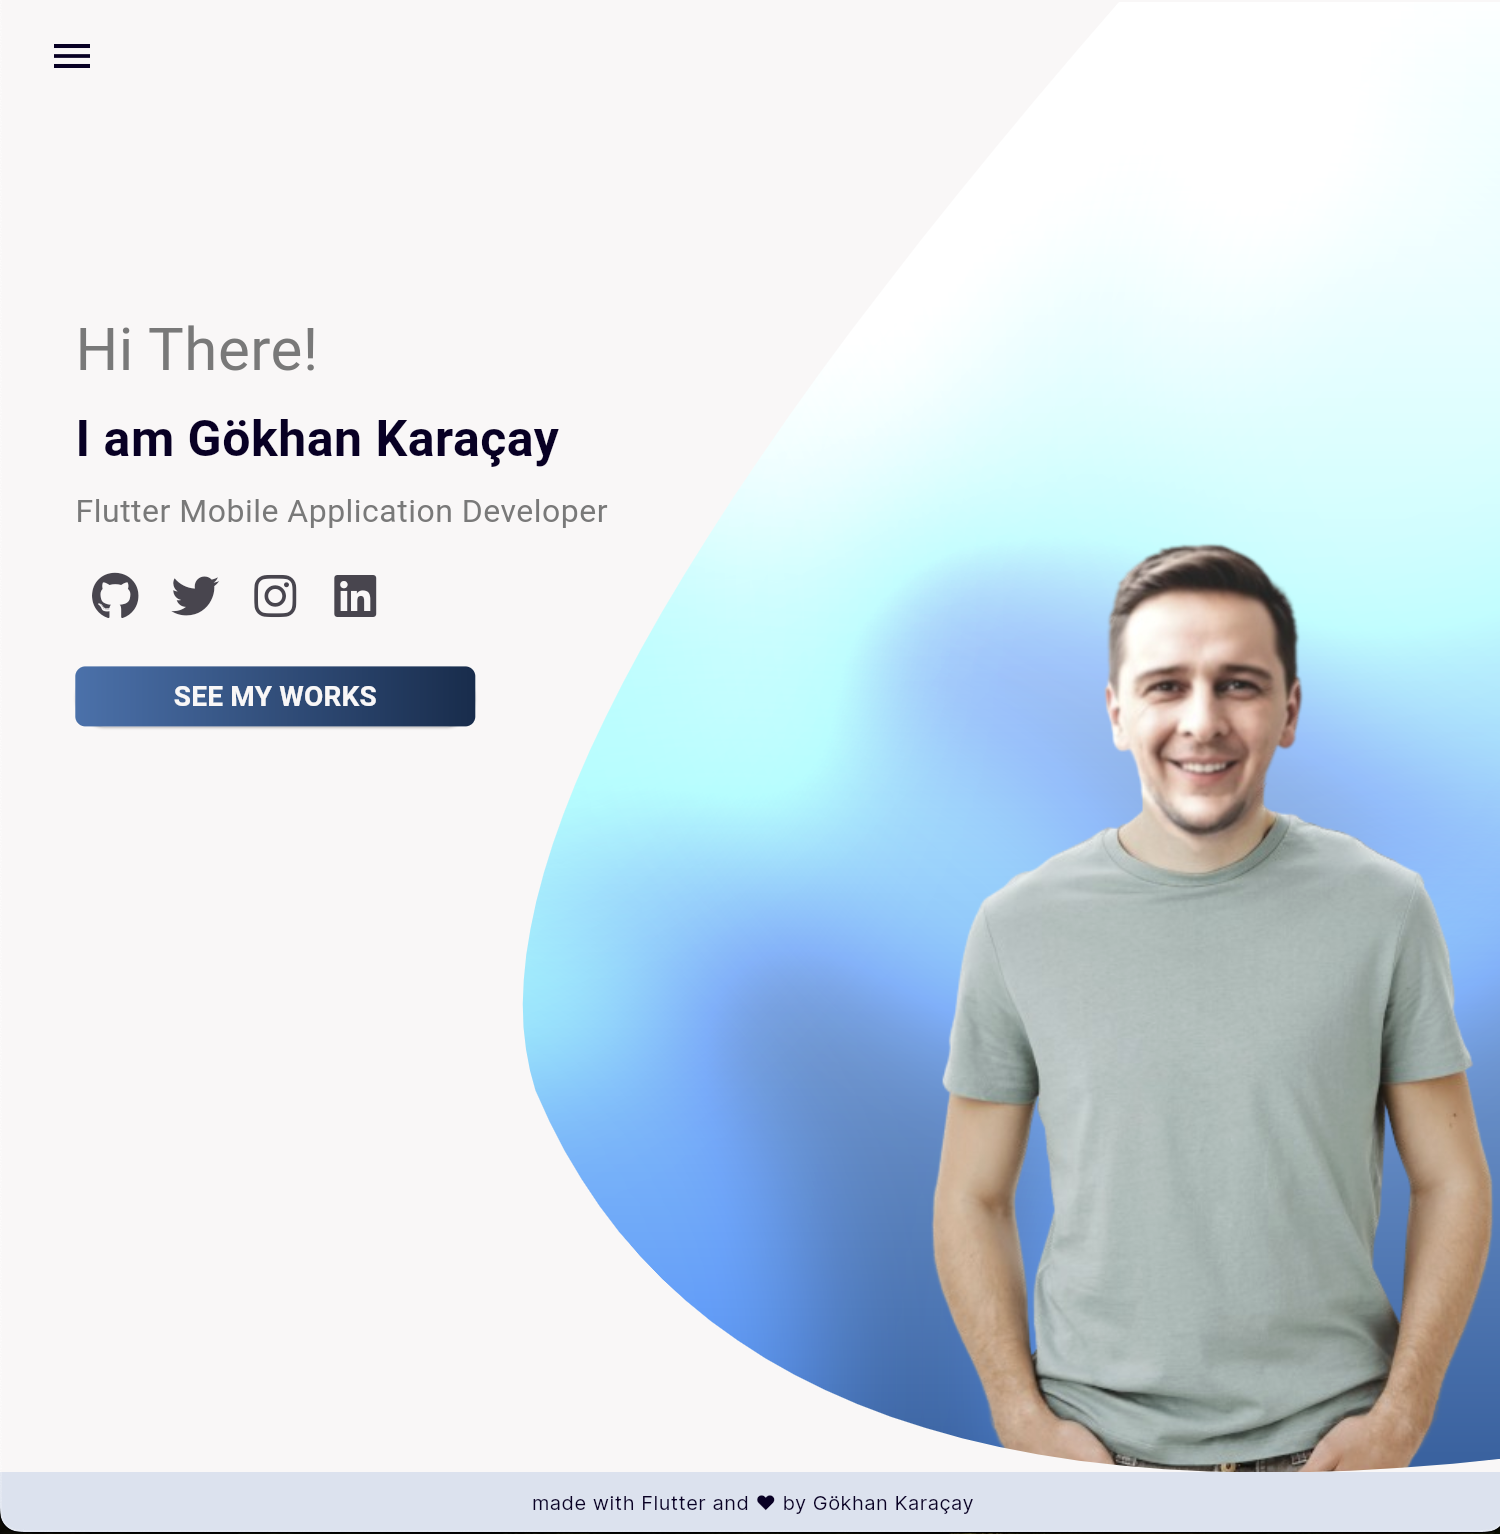 Hi There!
I am Gökhan Karaçay
Flutter Mobile Application Developer
SEE MY WORKS
made with Flutter and ♥ by Gökhan Karaçay